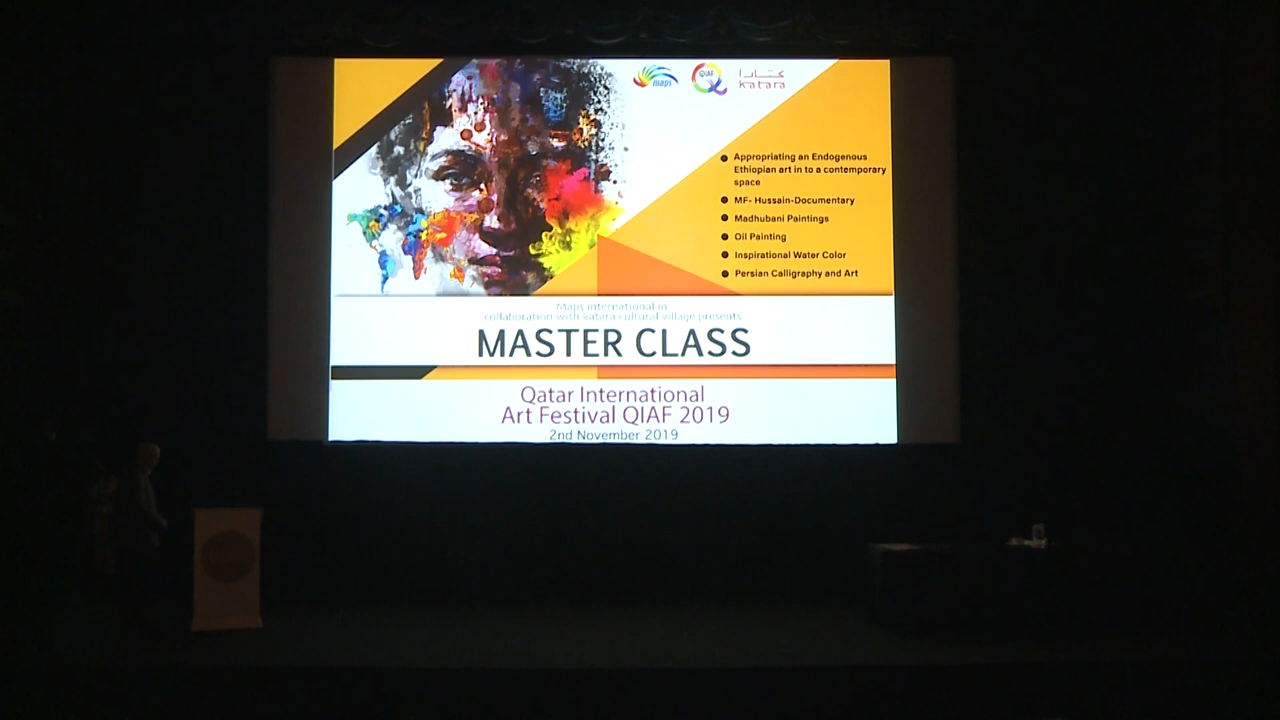 maps
QIAF
كتارا
katara
Appropriating an Endogenous
Ethiopian art in to a contemporary
space
MF- Hussain-Documentary
Madhubani Paintings
Oil Painting
Inspirational Water Color
Persian Calligraphy and Art
Maps international in
collaboration with katara cultural village presents
MASTER CLASS
Qatar International
Art Festival QIAF 2019
2nd November 2019